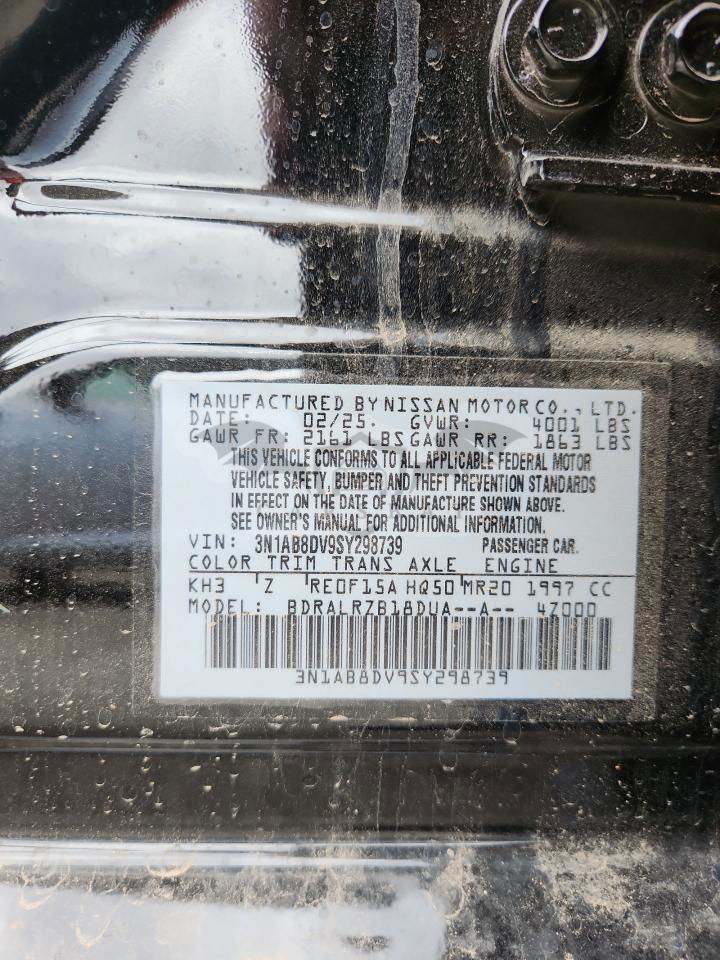 MANUFACTURED BY NISSAN MOTOR CO., LTD.
DATE: 02/25. GVWR: 4001 LBS
GAWR FR: 2161 LBS GAWR RR: 1863 LBS
THIS VEHICLE CONFORMS TO ALL APPLICABLE FEDERAL MOTOR
VEHICLE SAFETY, BUMPER AND THEFT PREVENTION STANDARDS
IN EFFECT ON THE DATE OF MANUFACTURE SHOWN ABOVE.
SEE OWNER'S MANUAL FOR ADDITIONAL INFORMATION.
VIN: 3N1AB8DV9SY298739 PASSENGER CAR.
COLOR TRIM TRANS AXLE ENGINE
KH3 Z RE0F15A HQ50 MR20 1997 CC
MODEL: BDRALRZB18DUA--A-- 4Z000
3N1AB8DV9SY298739